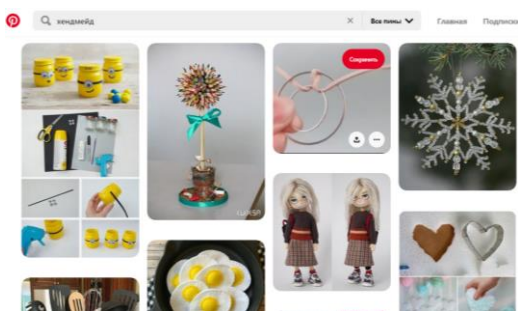 хендмейд
Все пины
Главная
Подписки
Сохранить